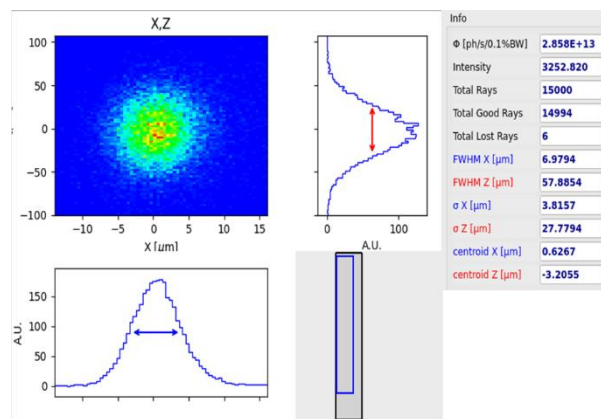 X,Z
100
50
0
-50
-100
-10
-5
0
5
10
15
X [µm]
0
100
A.U.
A.U.
150
100
50
0
Info
Φ [ph/s/0.1%BW] 2.858E+13
Intensity 3252.820
Total Rays 15000
Total Good Rays 14994
Total Lost Rays 6
FWHM X [µm] 6.9794
FWHM Z [µm] 57.8854
σ X [µm] 3.8157
σ Z [µm] 27.7794
centroid X [µm] 0.6267
centroid Z [µm] -3.2055